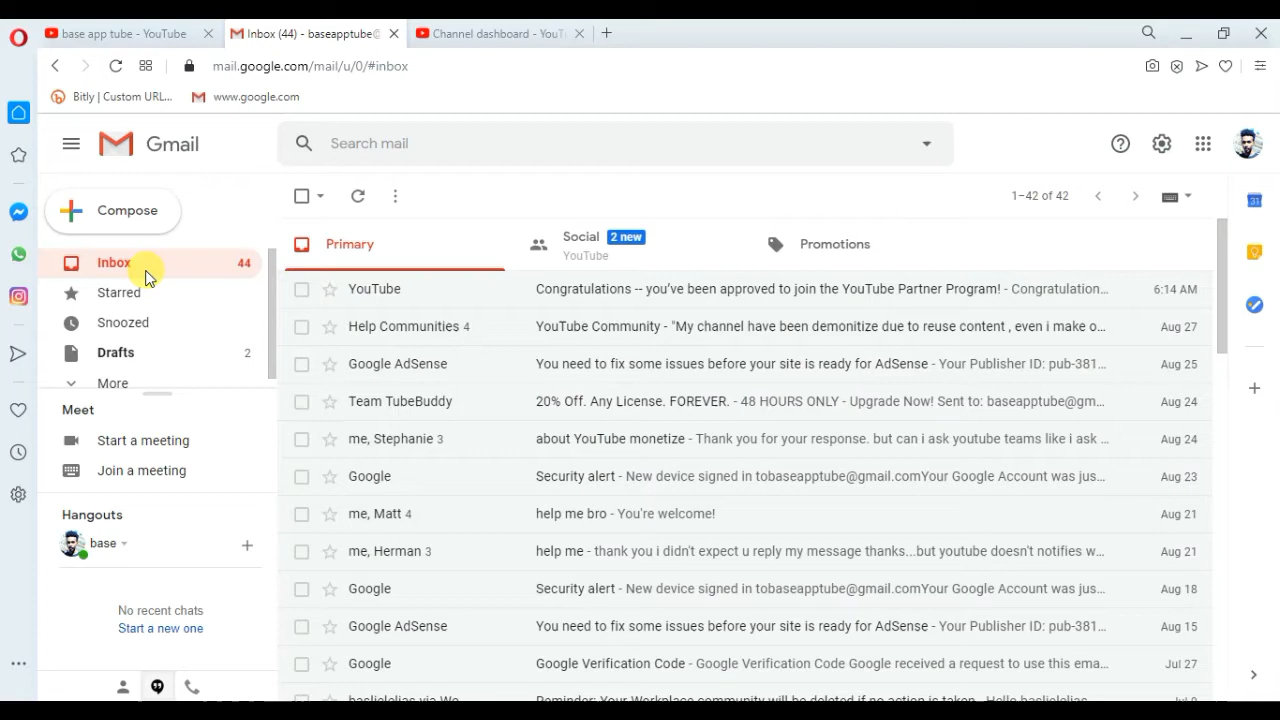 base app tube - YouTube
Inbox (44) - baseapptube@
Channel dashboard - YouT
mail.google.com/mail/u/0/#inbox
Bitly | Custom URL...
www.google.com
Gmail
Search mail
Compose
1–42 of 42
Inbox 44
Starred
Snoozed
Drafts 2
More
Meet
Start a meeting
Join a meeting
Hangouts
base
No recent chats
Start a new one
Primary
Social 2 new
YouTube
Promotions
YouTube Congratulations -- you've been approved to join the YouTube Partner Program! - Congratulation... 6:14 AM
Help Communities 4 YouTube Community - "My channel have been demonitize due to reuse content , even i make o... Aug 27
Google AdSense You need to fix some issues before your site is ready for AdSense - Your Publisher ID: pub-381... Aug 25
Team TubeBuddy 20% Off. Any License. FOREVER. - 48 HOURS ONLY - Upgrade Now! Sent to: baseapptube@gm... Aug 24
me, Stephanie 3 about YouTube monetize - Thank you for your response. but can i ask youtube teams like i ask ... Aug 24
Google Security alert - New device signed in tobaseapptube@gmail.comYour Google Account was jus... Aug 23
me, Matt 4 help me bro - You're welcome! Aug 21
me, Herman 3 help me - thank you i didn't expect u reply my message thanks...but youtube doesn't notifies w... Aug 21
Google Security alert - New device signed in tobaseapptube@gmail.comYour Google Account was jus... Aug 18
Google AdSense You need to fix some issues before your site is ready for AdSense - Your Publisher ID: pub-381... Aug 15
Google Google Verification Code - Google Verification Code Google received a request to use this ema... Jul 27
Reminder: Your Workplace community will be deleted if no action is taken
31